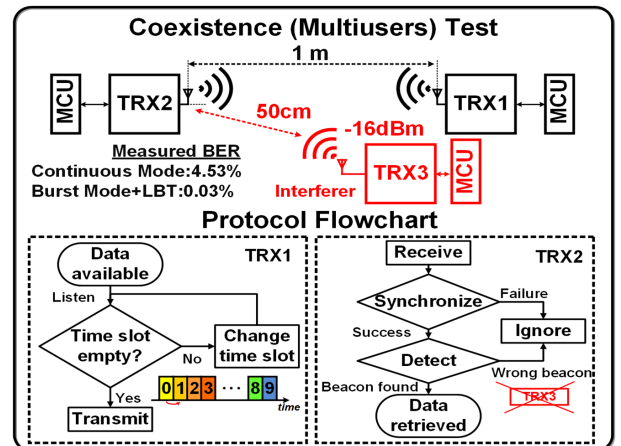 Coexistence (Multiusers) Test
1 m
MCU
TRX2
TRX1
MCU
50cm
-16dBm
Measured BER
Continuous Mode:4.53%
Burst Mode+LBT:0.03%
Interferer
TRX3
MCU
Protocol Flowchart
Data
available
TRX1
Listen
Time slot
empty?
No
Change
time slot
Yes
Transmit
0 1 2 3 ··· 8 9
time
Receive
TRX2
Synchronize
Failure
Ignore
Success
Detect
Wrong beacon
Beacon found
TRX3
Data
retrieved